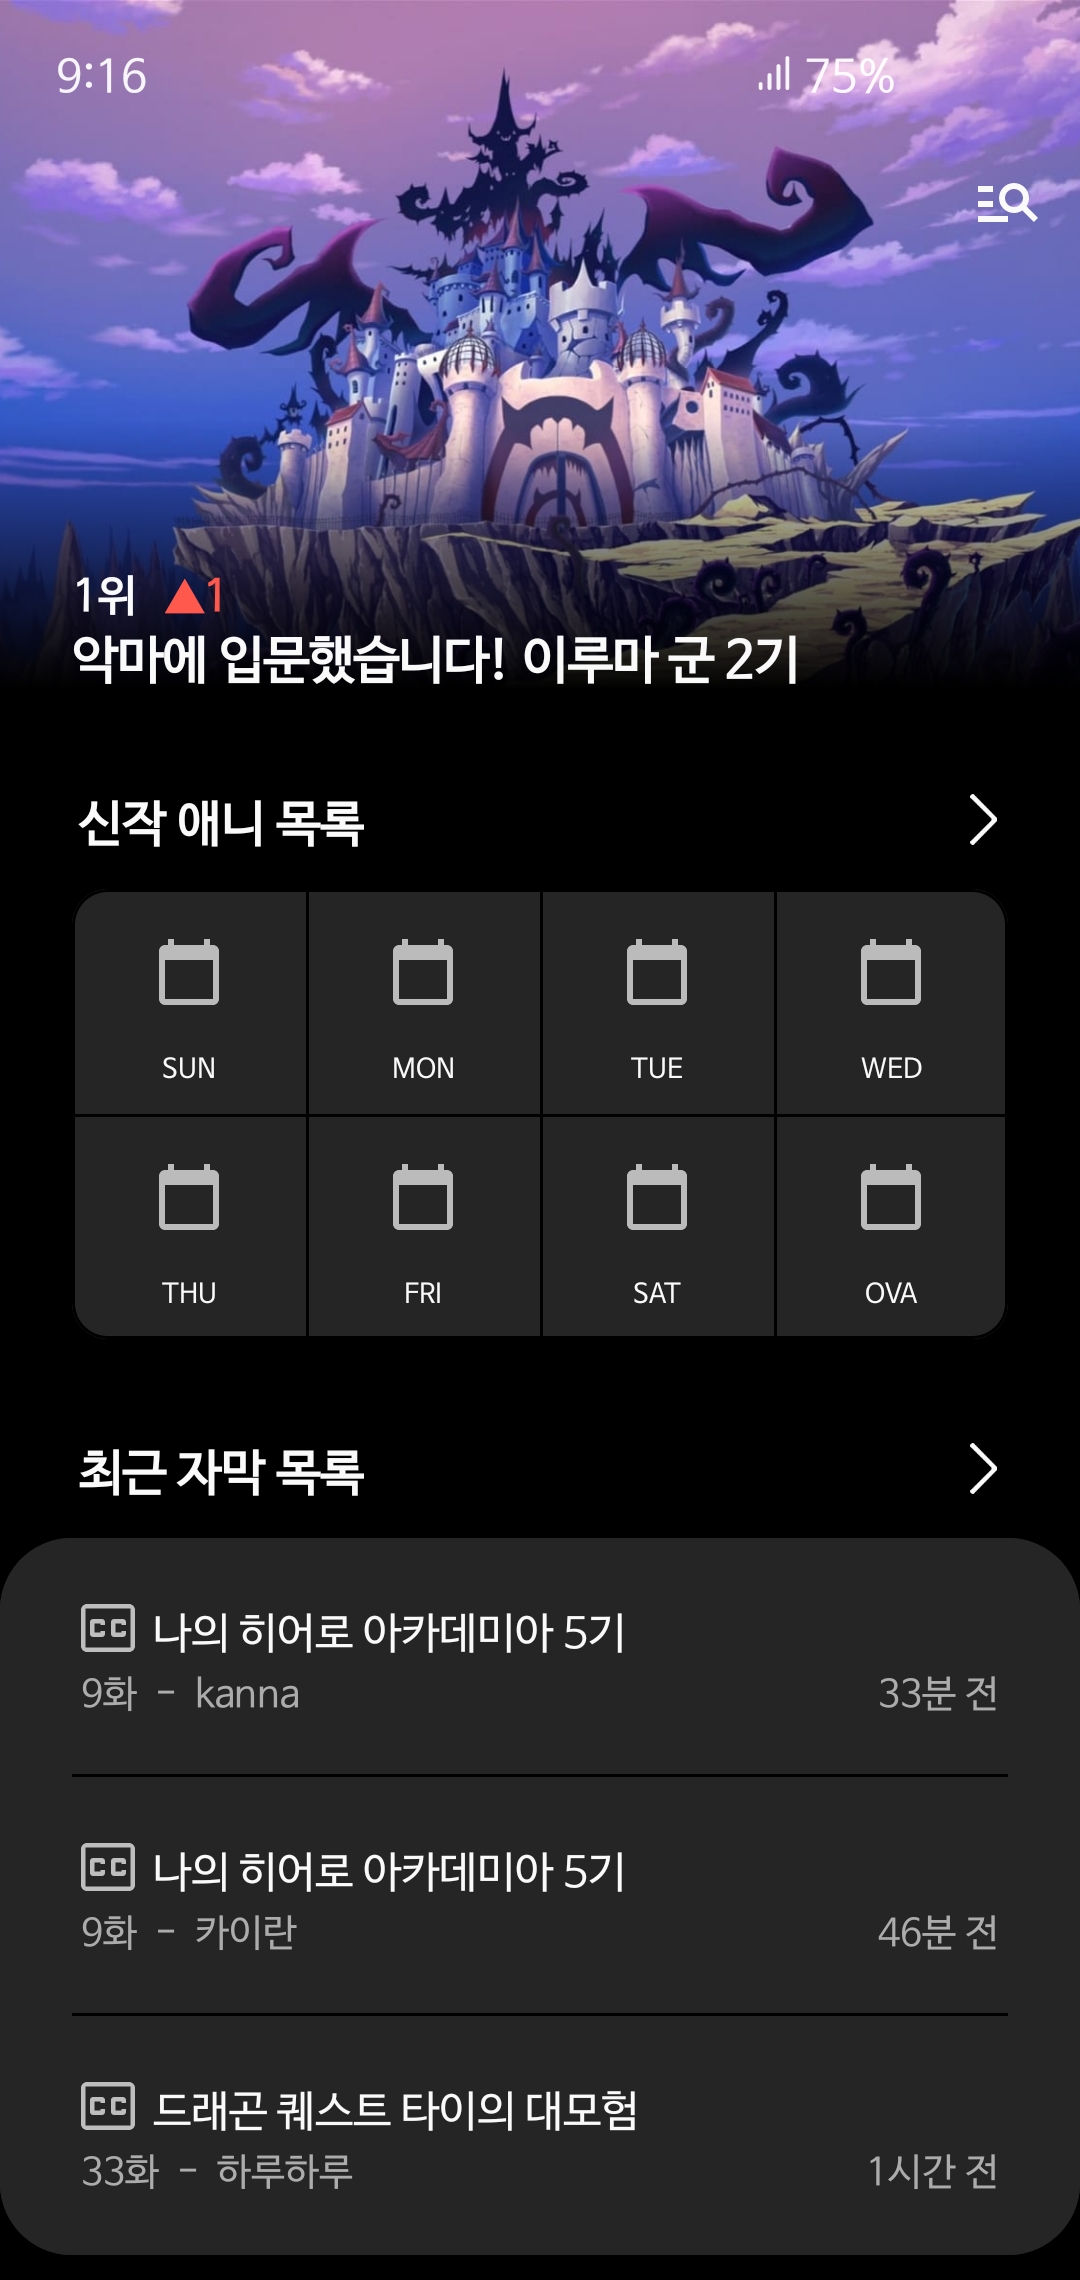 9:16 75%
1위 ▲1
악마에 입문했습니다! 이루마 군 2기
신작 애니 목록
SUN MON TUE WED
THU FRI SAT OVA
최근 자막 목록
CC 나의 히어로 아카데미아 5기
9화 - kanna 33분 전
CC 나의 히어로 아카데미아 5기
9화 - 카이란 46분 전
CC 드래곤 퀘스트 타이의 대모험
33화 - 하루하루 1시간 전